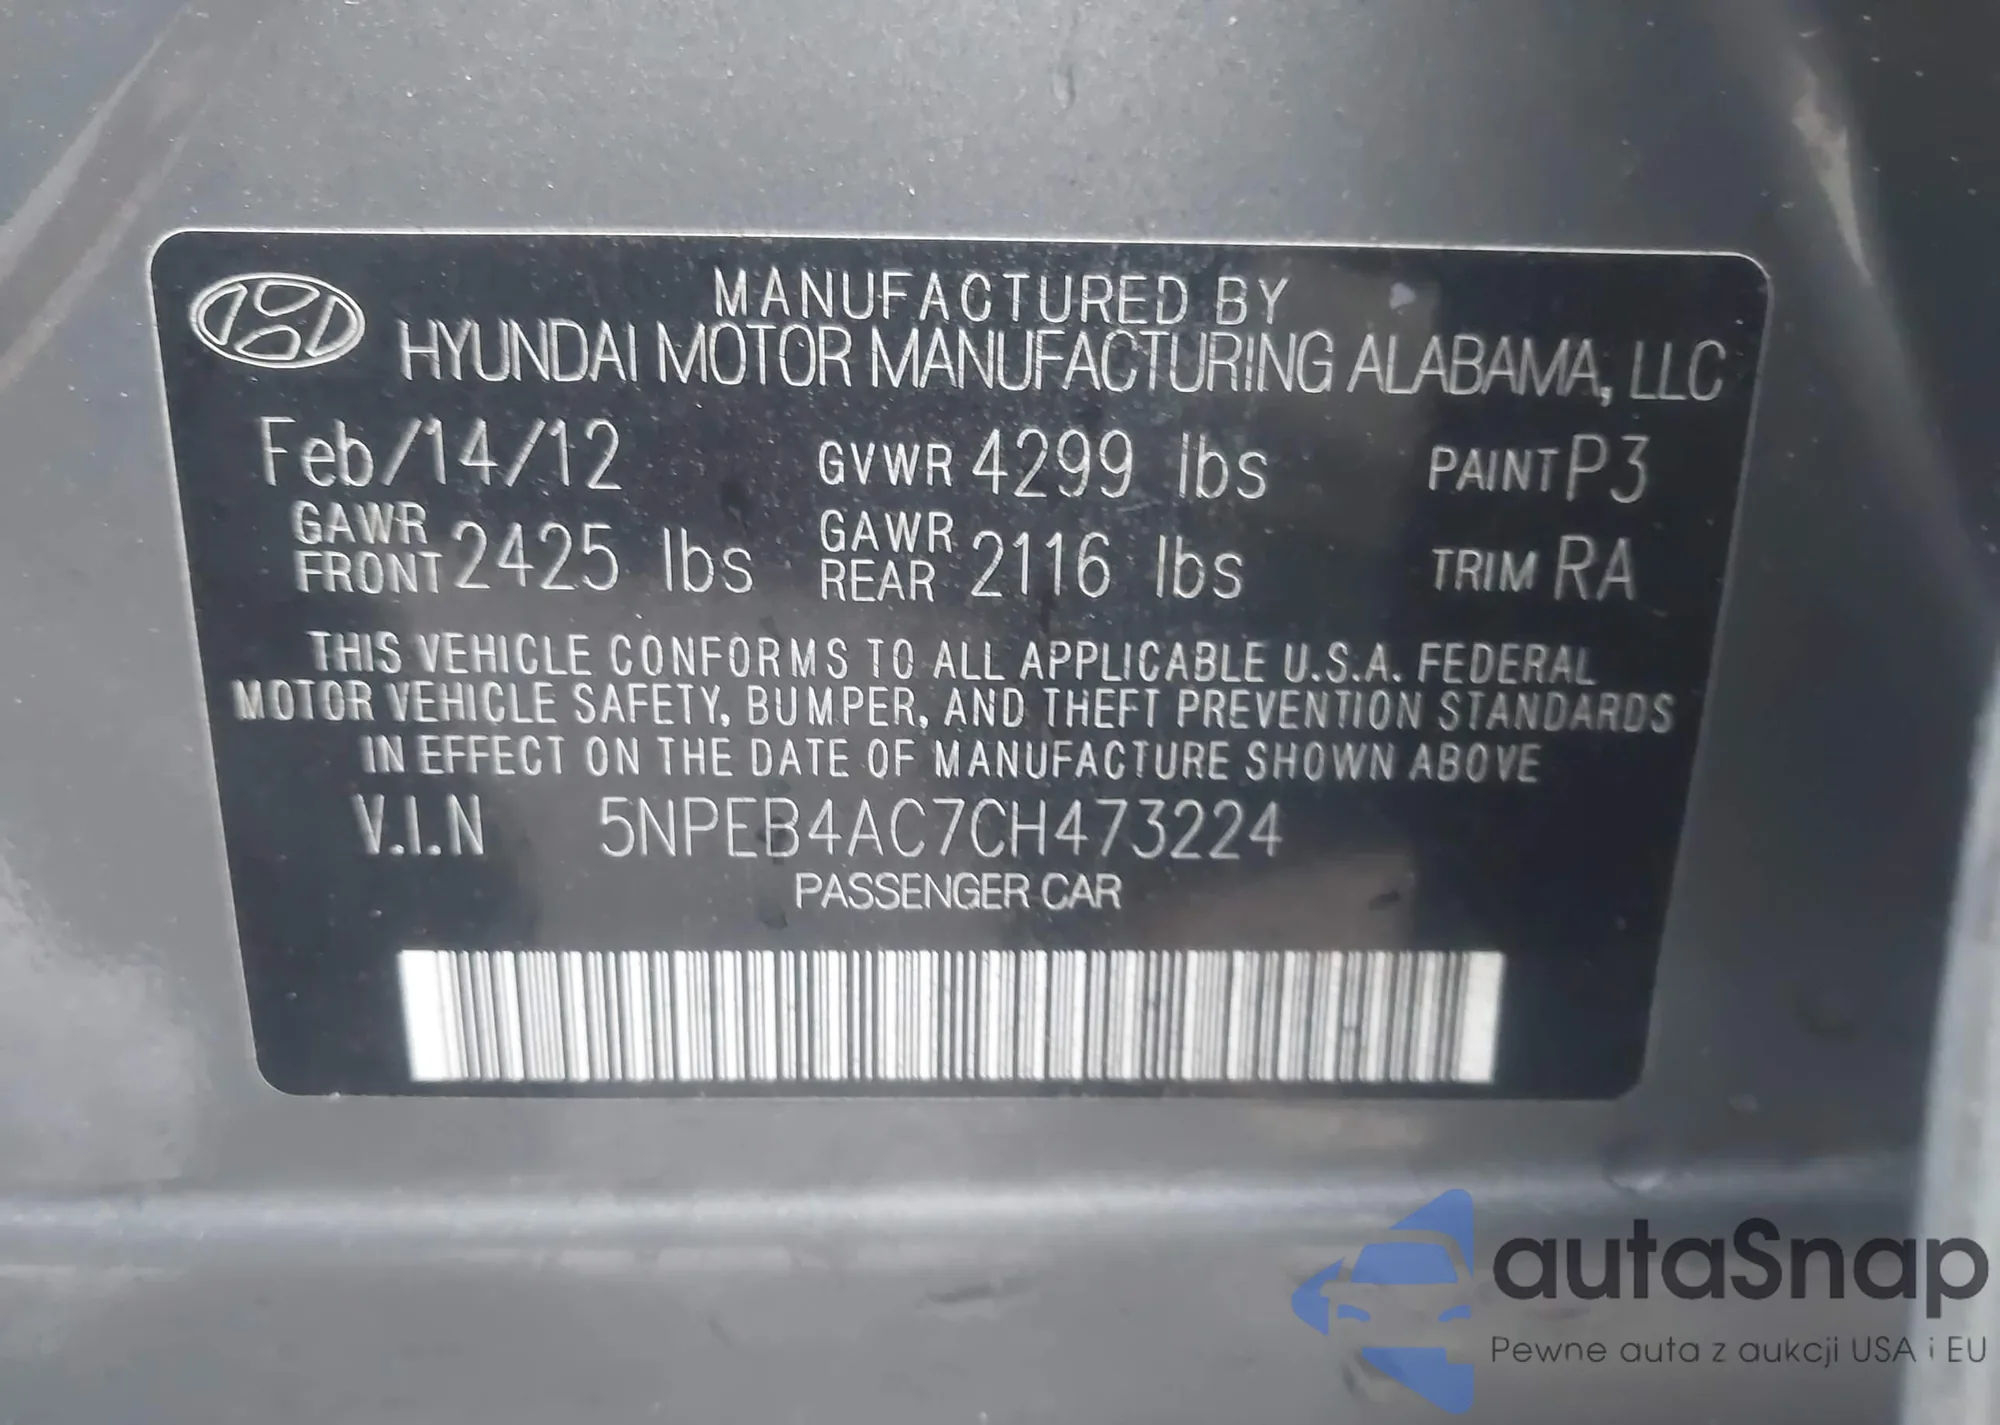 MANUFACTURED BY
HYUNDAI MOTOR MANUFACTURING ALABAMA, LLC
Feb/14/12 GVWR 4299 lbs PAINT P3
GAWR FRONT 2425 lbs GAWR REAR 2116 lbs TRIM RA
THIS VEHICLE CONFORMS TO ALL APPLICABLE U.S.A. FEDERAL
MOTOR VEHICLE SAFETY, BUMPER, AND THEFT PREVENTION STANDARDS
IN EFFECT ON THE DATE OF MANUFACTURE SHOWN ABOVE
V.I.N 5NPEB4AC7CH473224
PASSENGER CAR
autaSnap
Pewne auta z aukcji USA i EU